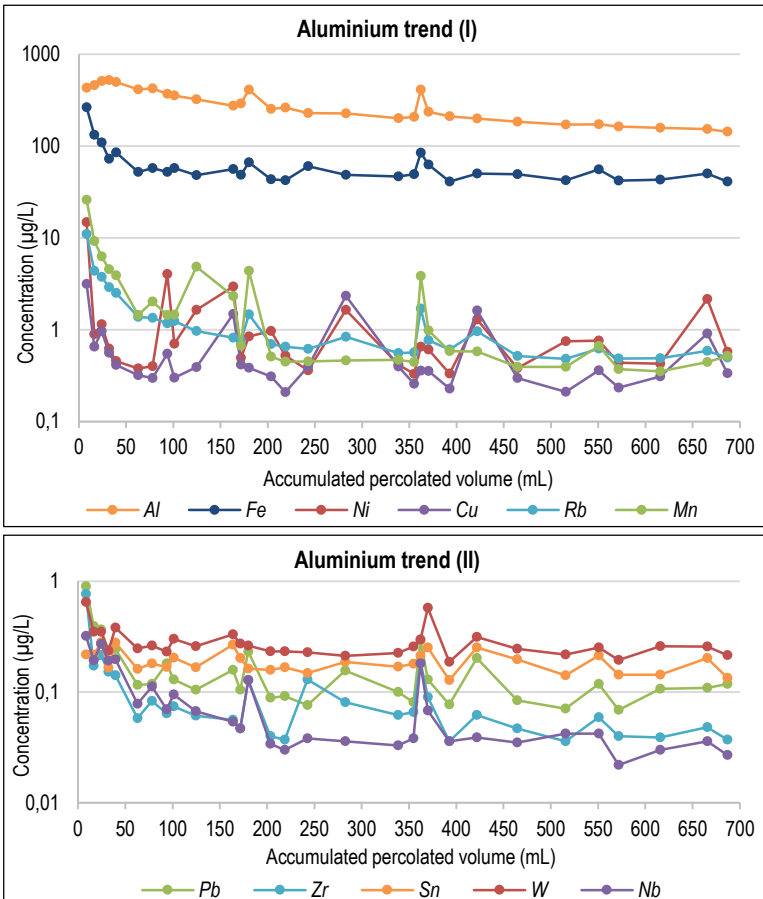 Aluminium trend (I)
Concentration (µg/L)
1000
100
10
1
0,1
0 50 100 150 200 250 300 350 400 450 500 550 600 650 700
Accumulated percolated volume (mL)
Al Fe Ni Cu Rb Mn
Aluminium trend (II)
Concentration (µg/L)
1
0,1
0,01
0 50 100 150 200 250 300 350 400 450 500 550 600 650 700
Accumulated percolated volume (mL)
Pb Zr Sn W Nb